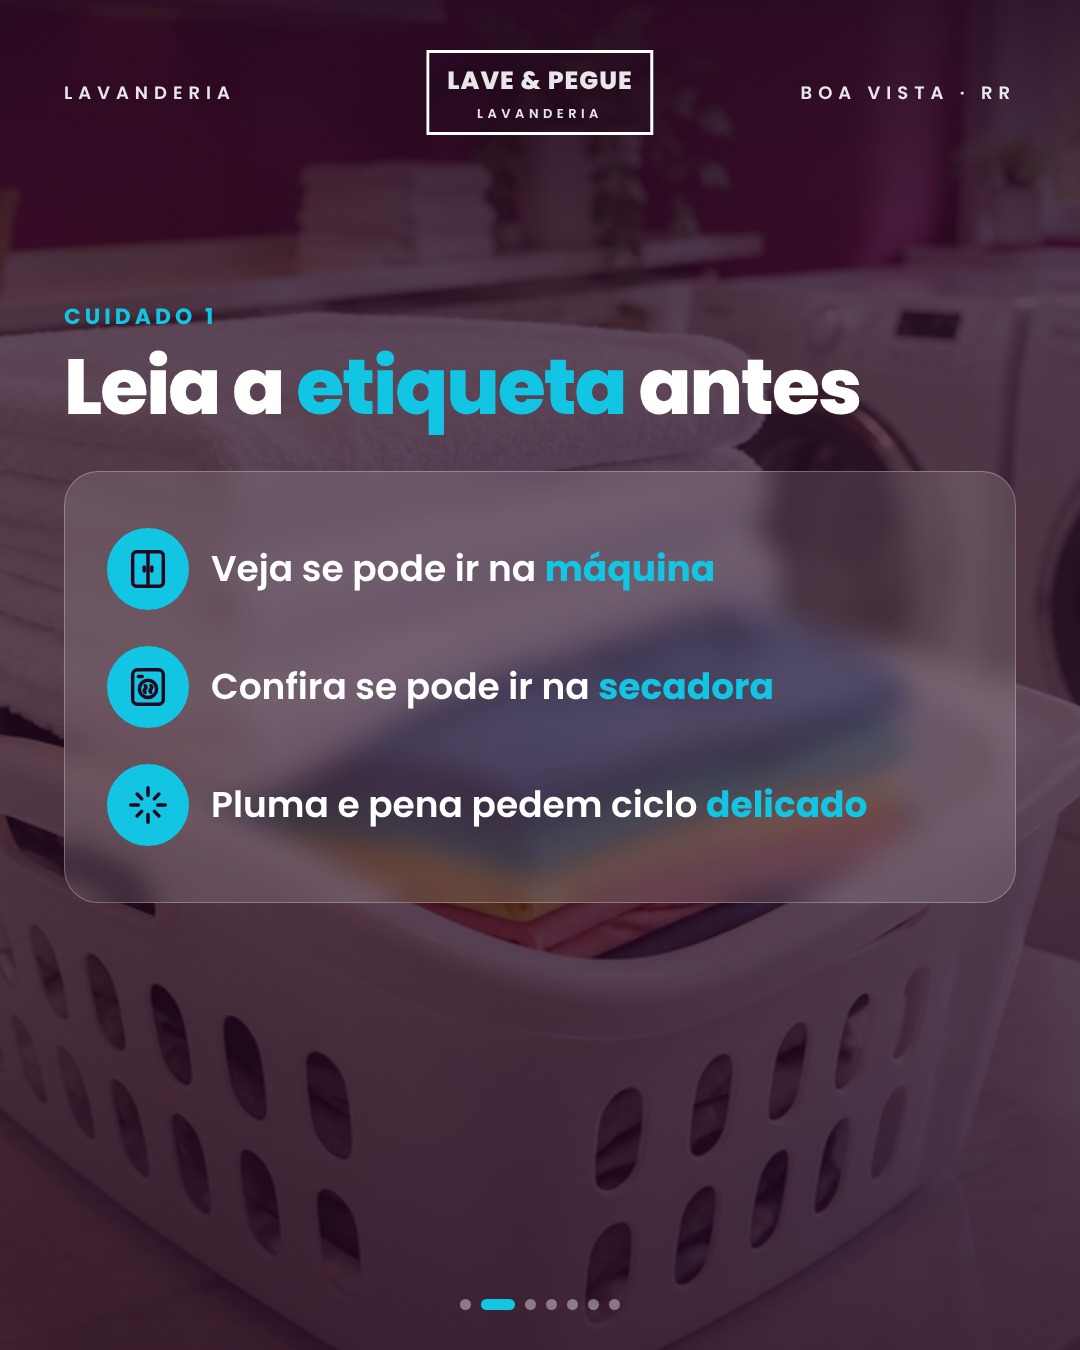 LAVANDERIA
LAVE & PEGUE
LAVANDERIA
BOA VISTA · RR
CUIDADO 1
Leia a etiqueta antes
Veja se pode ir na máquina
Confira se pode ir na secadora
Pluma e pena pedem ciclo delicado